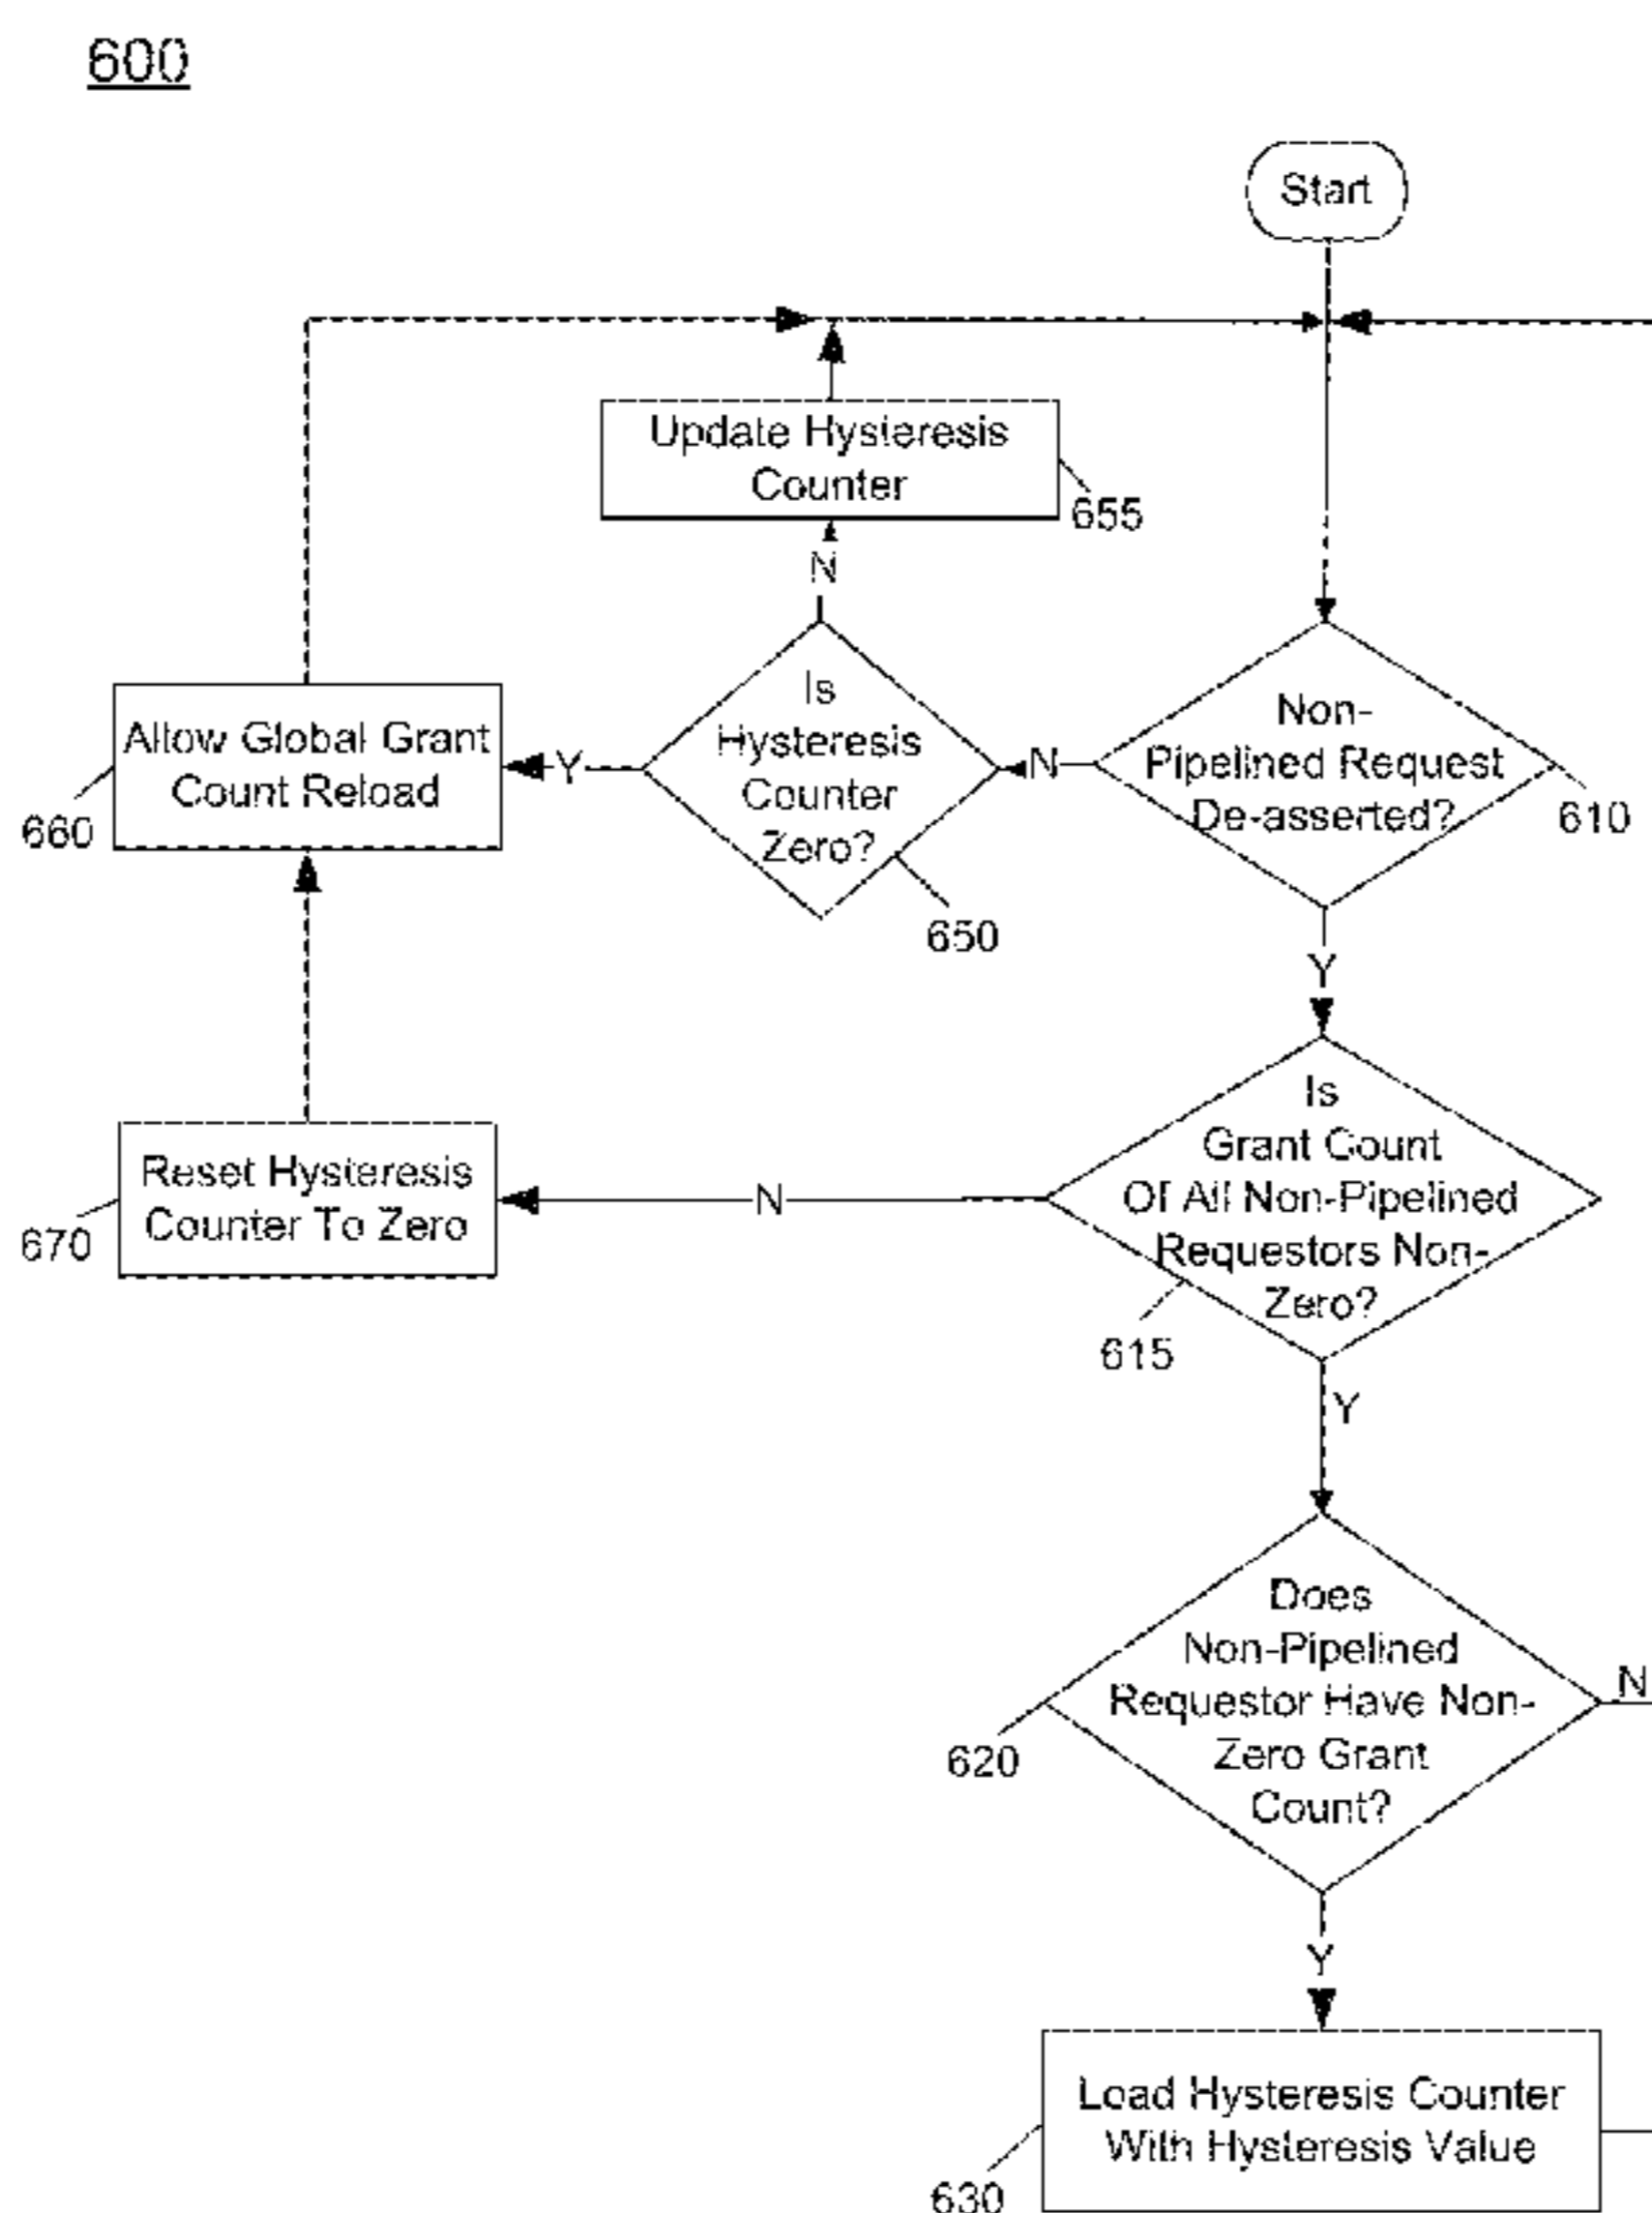 600
Start
Update Hysteresis
Counter
655
N
Is
Hysteresis
Counter
Zero?
650
Non-
Pipelined Request
De-asserted?
610
N
Y
Allow Global Grant
Count Reload
660
Y
Is
Grant Count
Of All Non-Pipelined
Requestors Non-
Zero?
615
N
Reset Hysteresis
Counter To Zero
670
Y
Does
Non-Pipelined
Requestor Have Non-
Zero Grant
Count?
620
N
Y
Load Hysteresis Counter
With Hysteresis Value
630